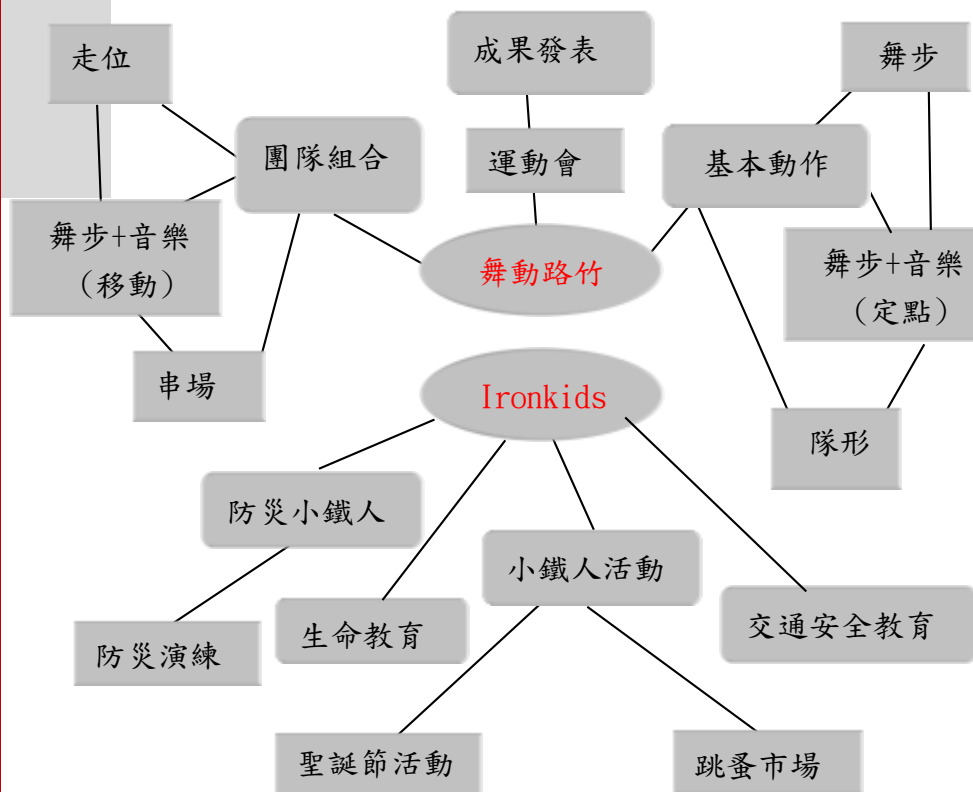 走位
成果發表
舞步
團隊組合
運動會
基本動作
舞步+音樂
（移動）
舞動路竹
舞步+音樂
（定點）
串場
Ironkids
隊形
防災小鐵人
小鐵人活動
生命教育
交通安全教育
防災演練
聖誕節活動
跳蚤市場